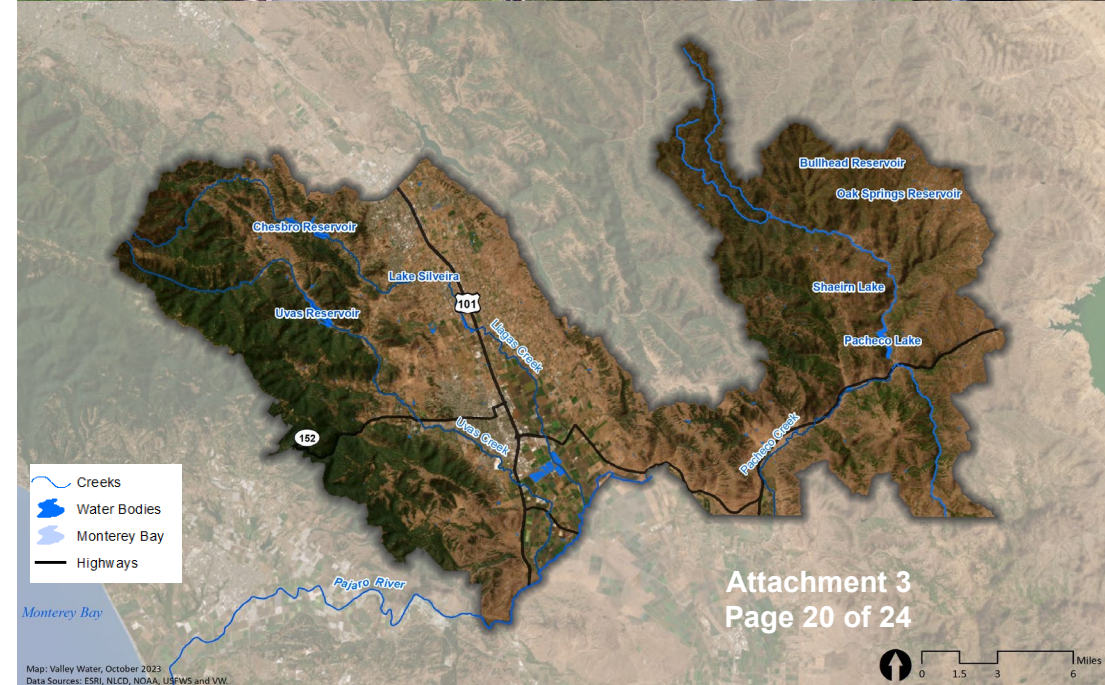 Bullhead Reservoir
Oak Springs Reservoir
Chesbro Reservoir
Lake Silveira
Shaeirn Lake
101
Uvas Reservoir
Llagas Creek
Pacheco Lake
Uvas Creek
152
Pacheco Creek
Creeks
Water Bodies
Monterey Bay
Highways
Pajaro River
Attachment 3
Page 20 of 24
Monterey Bay
Map: Valley Water, October 2023
Data Sources: ESRI, NLCD, NOAA, USFWS and VW.
Miles
0 1.5 3 6